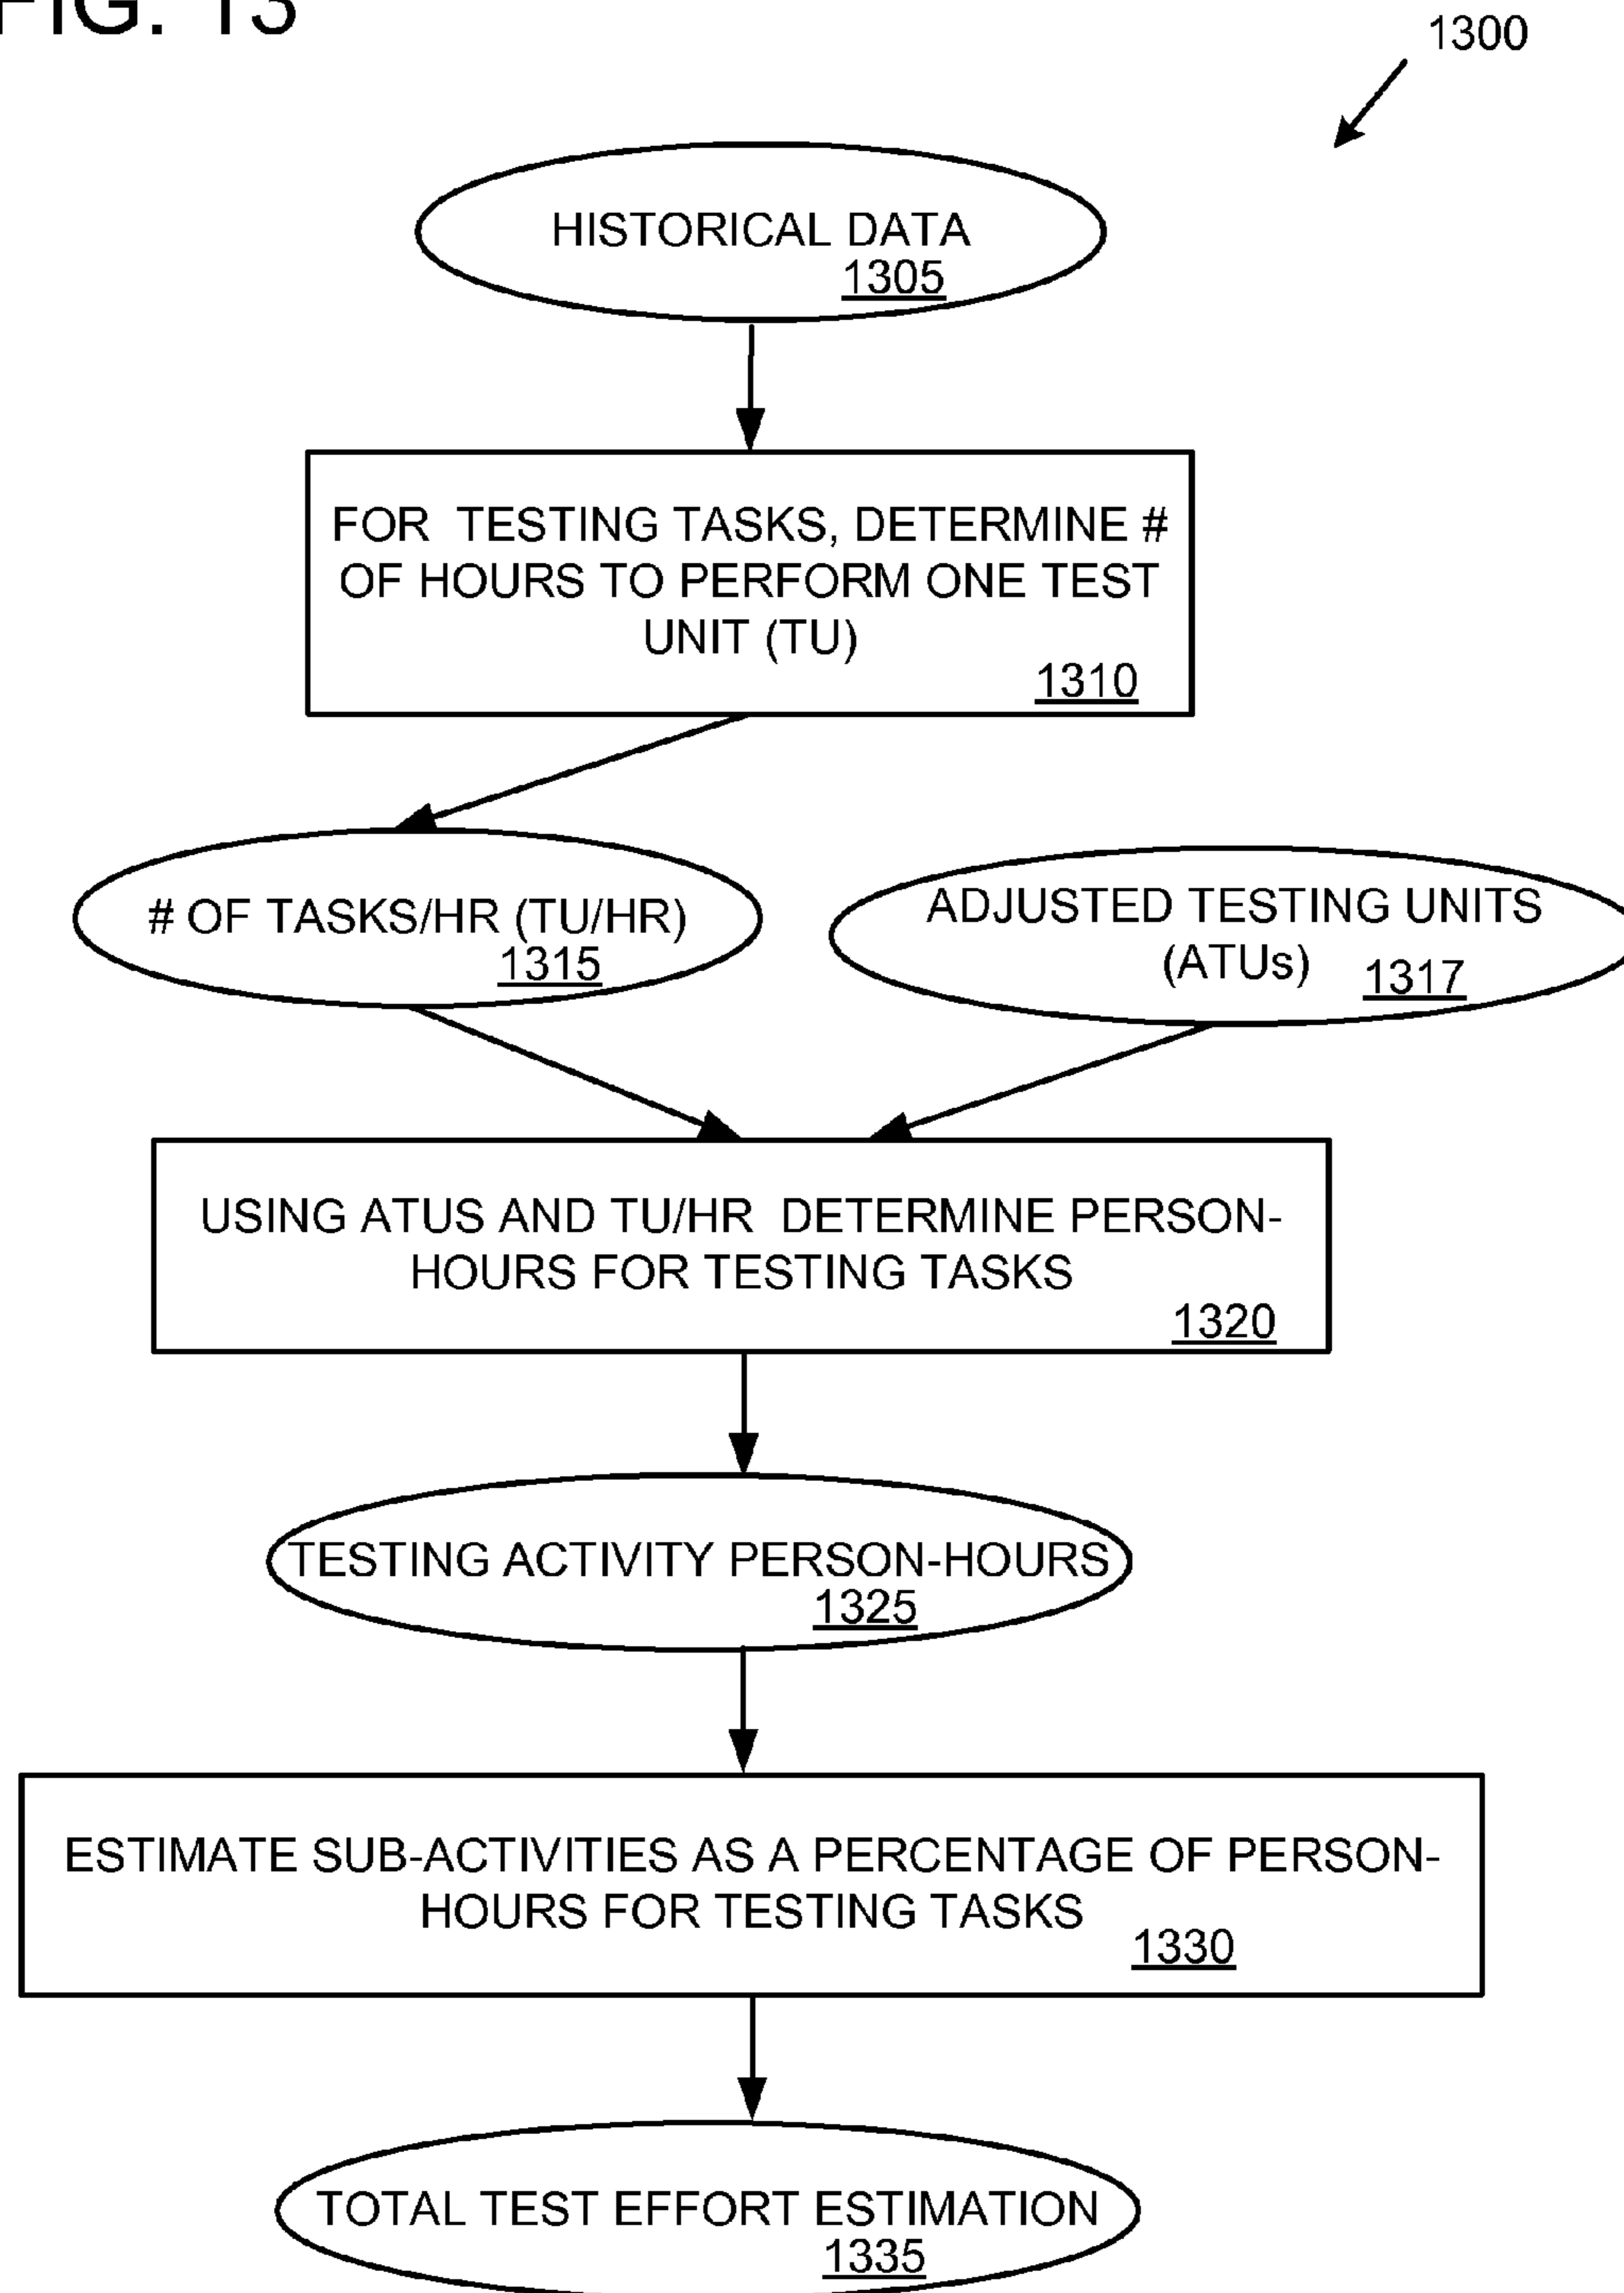 FIG. 13
1300
HISTORICAL DATA
1305
FOR TESTING TASKS, DETERMINE #
OF HOURS TO PERFORM ONE TEST
UNIT (TU)
1310
# OF TASKS/HR (TU/HR)
1315
ADJUSTED TESTING UNITS
(ATUs)
1317
USING ATUS AND TU/HR DETERMINE PERSON-
HOURS FOR TESTING TASKS
1320
TESTING ACTIVITY PERSON-HOURS
1325
ESTIMATE SUB-ACTIVITIES AS A PERCENTAGE OF PERSON-
HOURS FOR TESTING TASKS
1330
TOTAL TEST EFFORT ESTIMATION
1335